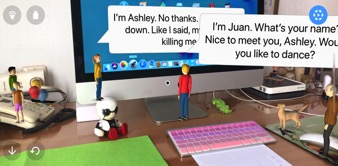 I'm Ashley. No thanks.
down. Like I said, m
killing me
I'm Juan. What's your name?
Nice to meet you, Ashley. Wou
you like to dance?